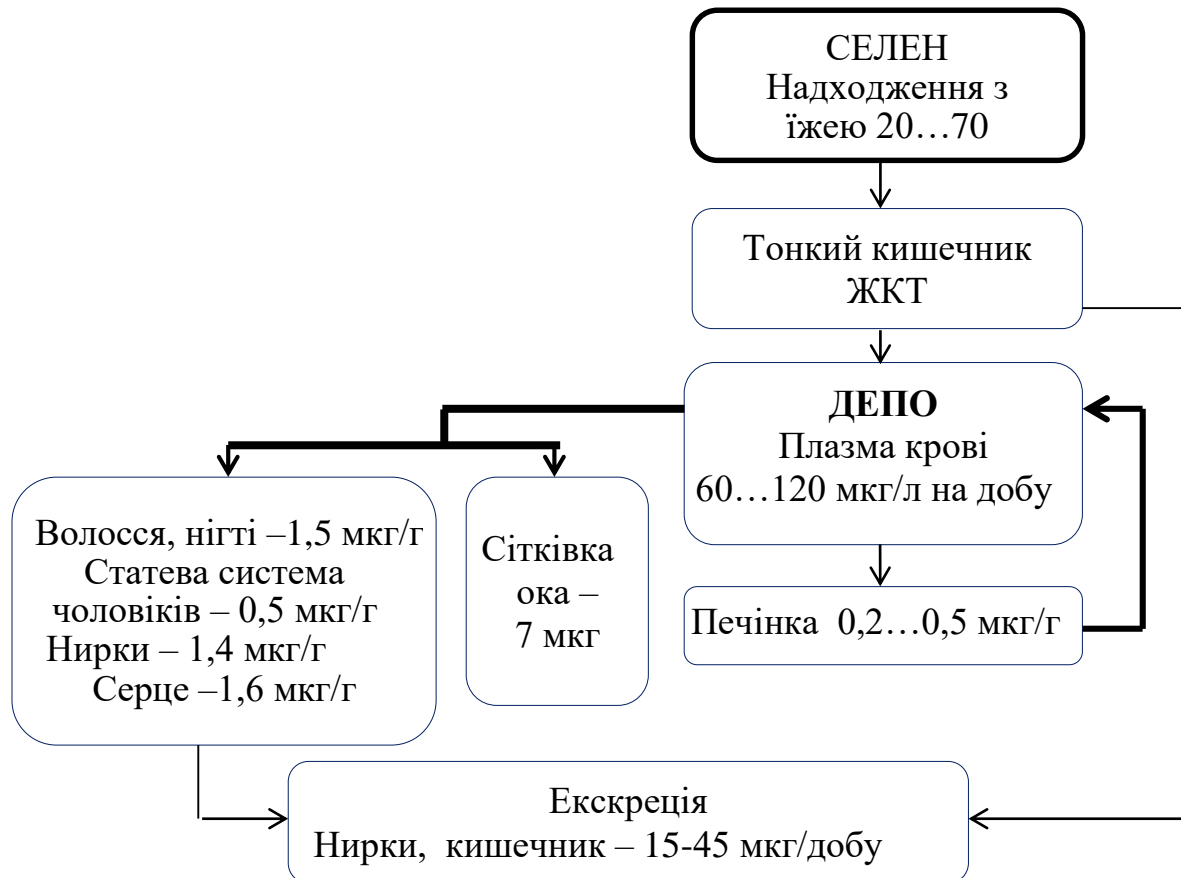 СЕЛЕН
Надходження з
їжею 20…70
Тонкий кишечник
ЖКТ
ДЕПО
Плазма крові
60…120 мкг/л на добу
Волосся, нігті –1,5 мкг/г
Статева система
чоловіків – 0,5 мкг/г
Нирки – 1,4 мкг/г
Серце –1,6 мкг/г
Сітківка
ока –
7 мкг
Печінка 0,2…0,5 мкг/г
Екскреція
Нирки, кишечник – 15-45 мкг/добу